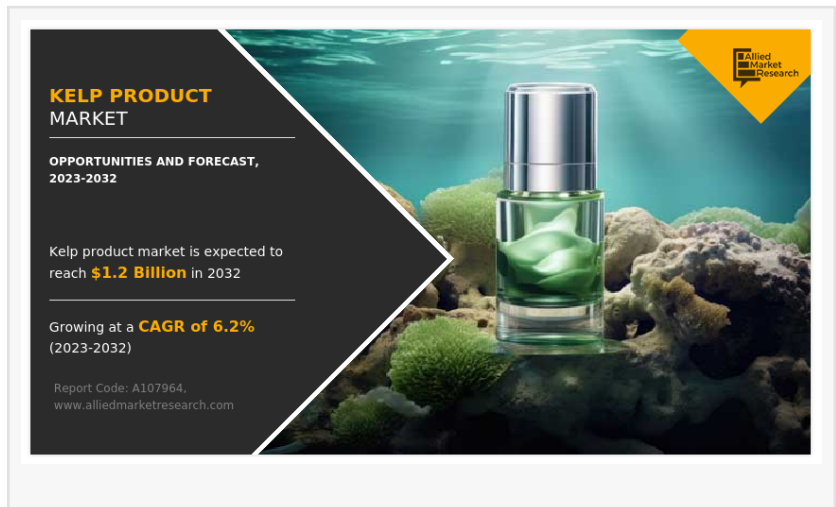 KELP PRODUCT
MARKET
OPPORTUNITIES AND FORECAST,
2023-2032
Kelp product market is expected to
reach $1.2 Billion in 2032
Growing at a CAGR of 6.2%
(2023-2032)
Report Code: A107964,
www.alliedmarketresearch.com
Allied
Market
Research